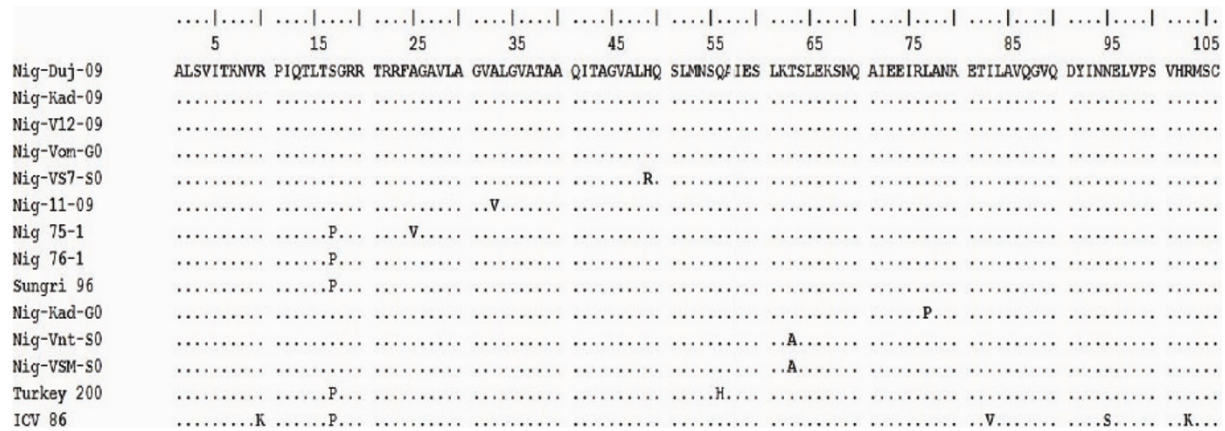 ....|....| ....|....| ....|....| ....|....| ....|....| ....|....| ....|....| ....|....| ....|....| ....|....| ....|.
5 15 25 35 45 55 65 75 85 95 105
Nig-Duj-09 ALSVITKNVR PIQTLTSGRR TRRFAGAVLA GVALGVATAA QITAGVALHQ SLMNSQA IES LKTSLEKSNQ AIEEIRLANK ETILAVQGVQ DYINNELVPS VHRMSC
Nig-Kad-09 .......... .......... .......... .......... .......... .......... .......... .......... .......... .......... ......
Nig-V12-09 .......... .......... .......... .......... .......... .......... .......... .......... .......... .......... ......
Nig-Vom-G0 .......... .......... .......... .......... .......... .......... .......... .......... .......... .......... ......
Nig-VS7-S0 .......... .......... .......... .......... ........R. .......... .......... .......... .......... .......... ......
Nig-11-09 .......... .......... .......... ..V....... .......... .......... .......... .......... .......... .......... ......
Nig 75-1 .......... ......P... ....V..... .......... .......... .......... .......... .......... .......... .......... ......
Nig 76-1 .......... ......P... .......... .......... .......... .......... .......... .......... .......... .......... ......
Sungri 96 .......... ......P... .......... .......... .......... .......... .......... .......... .......... .......... ......
Nig-Kad-G0 .......... .......... .......... .......... .......... .......... .......... ......P... .......... .......... ......
Nig-Vnt-S0 .......... .......... .......... .......... .......... .......... ..A....... .......... .......... .......... ......
Nig-VSM-S0 .......... .......... .......... .......... .......... .......... ..A....... .......... .......... .......... ......
Turkey 200 .......... ......P... .......... .......... .......... .....H.... .......... .......... .......... .......... ......
ICV 86 .........K ......P... .......... .......... .......... .......... .......... .......... ..V....... ....S..... ..K...